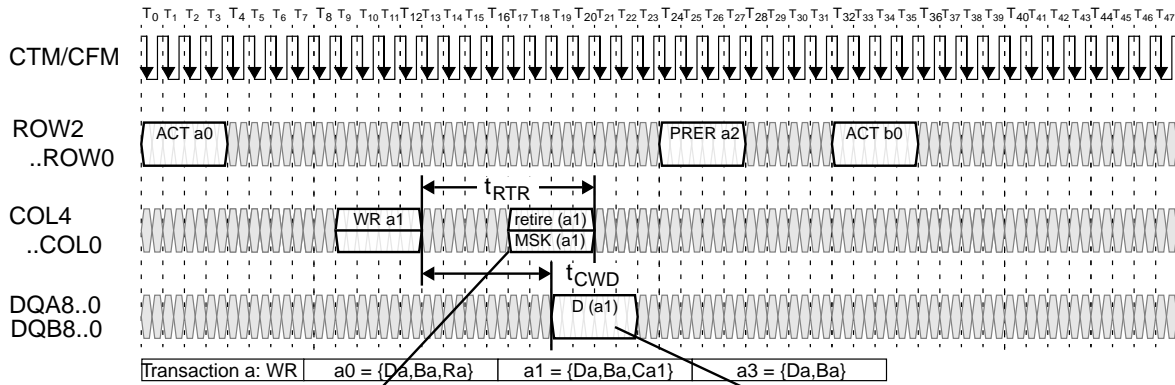 T0 T1 T2 T3 T4 T5 T6 T7 T8 T9 T10 T11 T12 T13 T14 T15 T16 T17 T18 T19 T20 T21 T22 T23 T24 T25 T26 T27 T28 T29 T30 T31 T32 T33 T34 T35 T36 T37 T38 T39 T40 T41 T42 T43 T44 T45 T46 T47
CTM/CFM
ROW2 ACT a0 PRER a2 ACT b0
..ROW0
tRTR
COL4 WR a1 retire (a1)
..COL0 MSK (a1)
tCWD
DQA8..0 D (a1)
DQB8..0
Transaction a: WR a0 = {Da,Ba,Ra} a1 = {Da,Ba,Ca1} a3 = {Da,Ba}